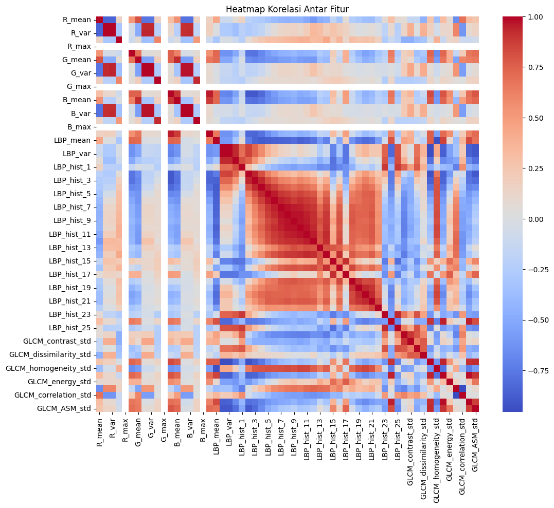 Heatmap Korelasi Antar Fitur
R_mean
R_var
R_max
G_mean
G_var
G_max
B_mean
B_var
B_max
LBP_mean
LBP_var
LBP_hist_1
LBP_hist_3
LBP_hist_5
LBP_hist_7
LBP_hist_9
LBP_hist_11
LBP_hist_13
LBP_hist_15
LBP_hist_17
LBP_hist_19
LBP_hist_21
LBP_hist_23
LBP_hist_25
GLCM_contrast_std
GLCM_dissimilarity_std
GLCM_homogeneity_std
GLCM_energy_std
GLCM_correlation_std
GLCM_ASM_std
R_mean
R_var
R_max
G_mean
G_var
G_max
B_mean
B_var
B_max
LBP_mean
LBP_var
LBP_hist_1
LBP_hist_3
LBP_hist_5
LBP_hist_7
LBP_hist_9
LBP_hist_11
LBP_hist_13
LBP_hist_15
LBP_hist_17
LBP_hist_19
LBP_hist_21
LBP_hist_23
LBP_hist_25
GLCM_contrast_std
GLCM_dissimilarity_std
GLCM_homogeneity_std
GLCM_energy_std
GLCM_correlation_std
GLCM_ASM_std
1.00
0.75
0.50
0.25
0.00
−0.25
−0.50
−0.75